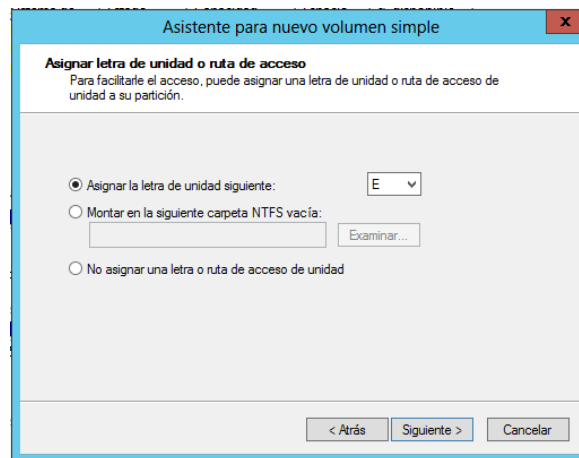 Asistente para nuevo volumen simple
x
Asignar letra de unidad o ruta de acceso
Para facilitarle el acceso, puede asignar una letra de unidad o ruta de acceso de
unidad a su partición.
Asignar la letra de unidad siguiente:
E
Montar en la siguiente carpeta NTFS vacía:
Examinar...
No asignar una letra o ruta de acceso de unidad
< Atrás
Siguiente >
Cancelar